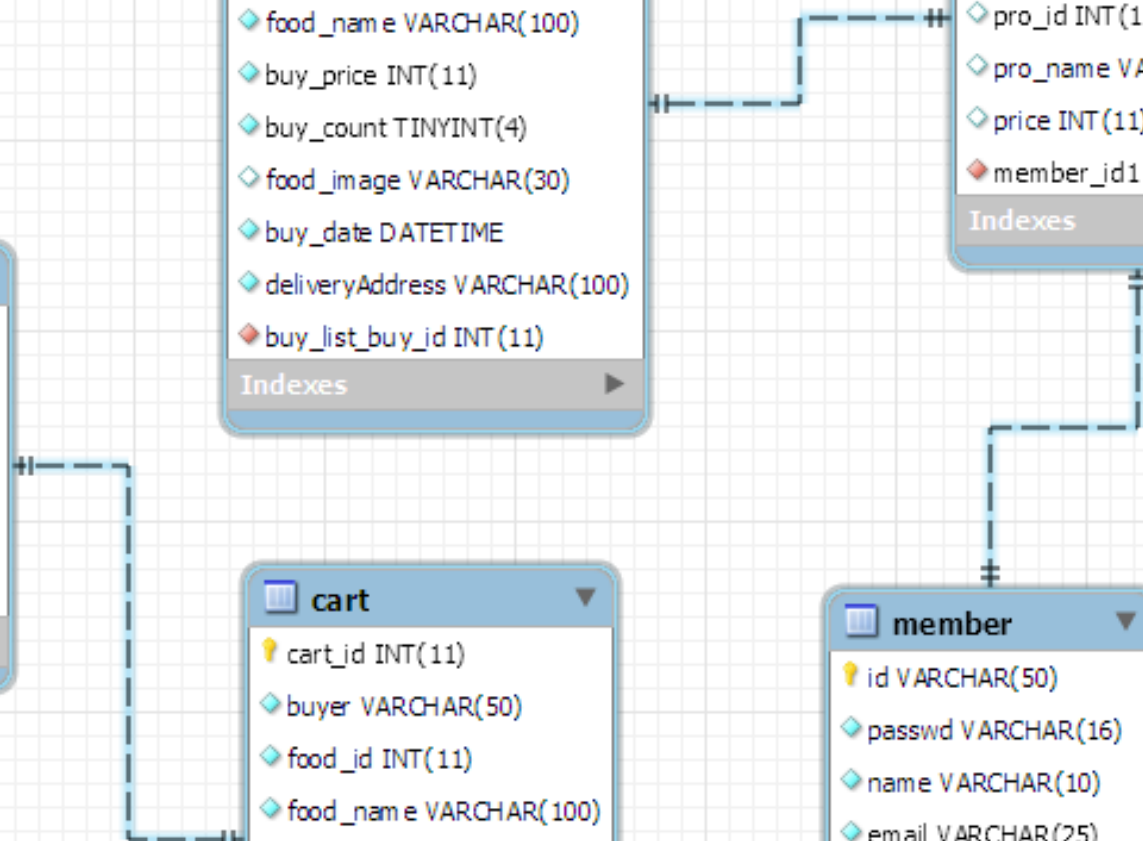 food_name VARCHAR(100)
buy_price INT(11)
buy_count TINYINT(4)
food_image VARCHAR(30)
buy_date DATETIME
deliveryAddress VARCHAR(100)
buy_list_buy_id INT(11)
Indexes
pro_id INT(1
pro_name VA
price INT(11)
member_id1
Indexes
cart
cart_id INT(11)
buyer VARCHAR(50)
food_id INT(11)
food_name VARCHAR(100)
member
id VARCHAR(50)
passwd VARCHAR(16)
name VARCHAR(10)
email VARCHAR(25)